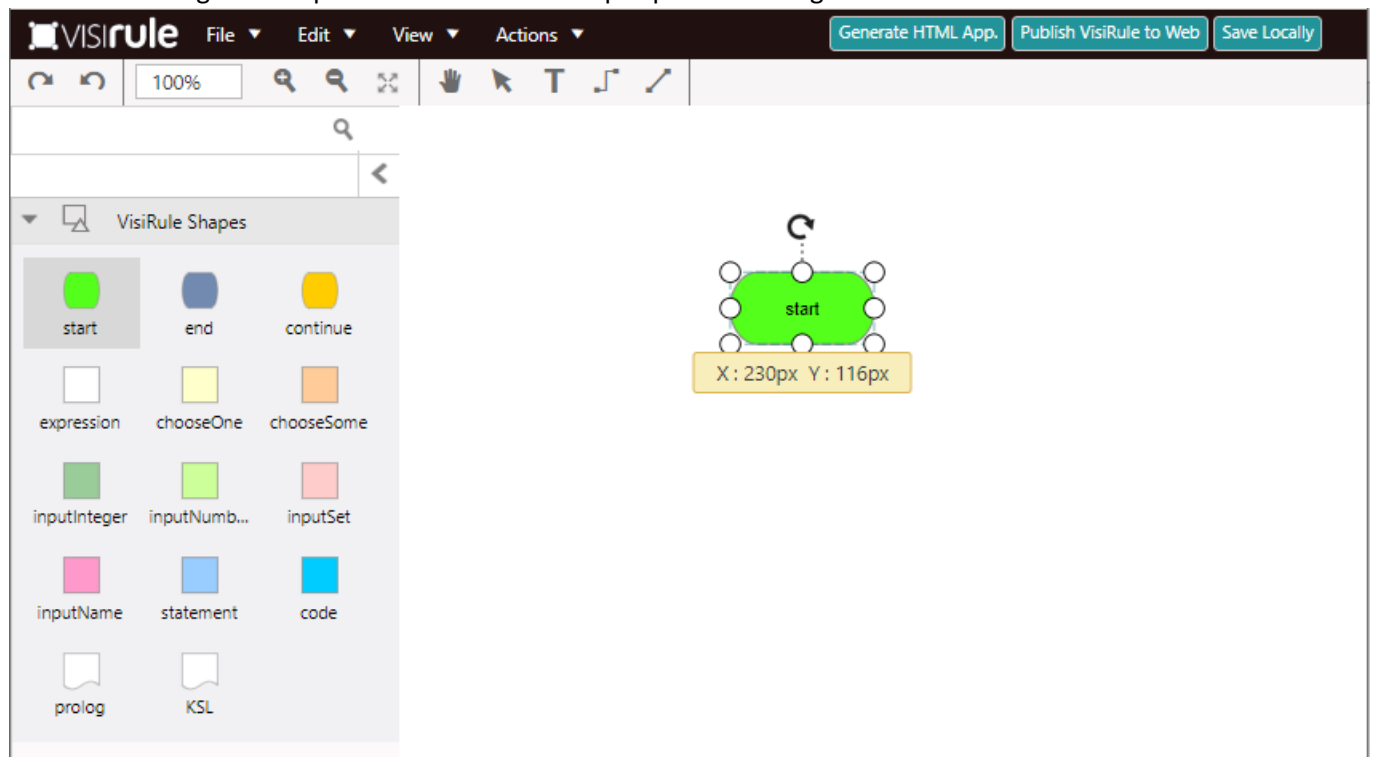 VISIrule File ▼ Edit ▼ View ▼ Actions ▼ Generate HTML App. Publish VisiRule to Web Save Locally
100% T
VisiRule Shapes
start end continue
expression chooseOne chooseSome
inputInteger inputNumb... inputSet
inputName statement code
prolog KSL
start
X : 230px Y : 116px